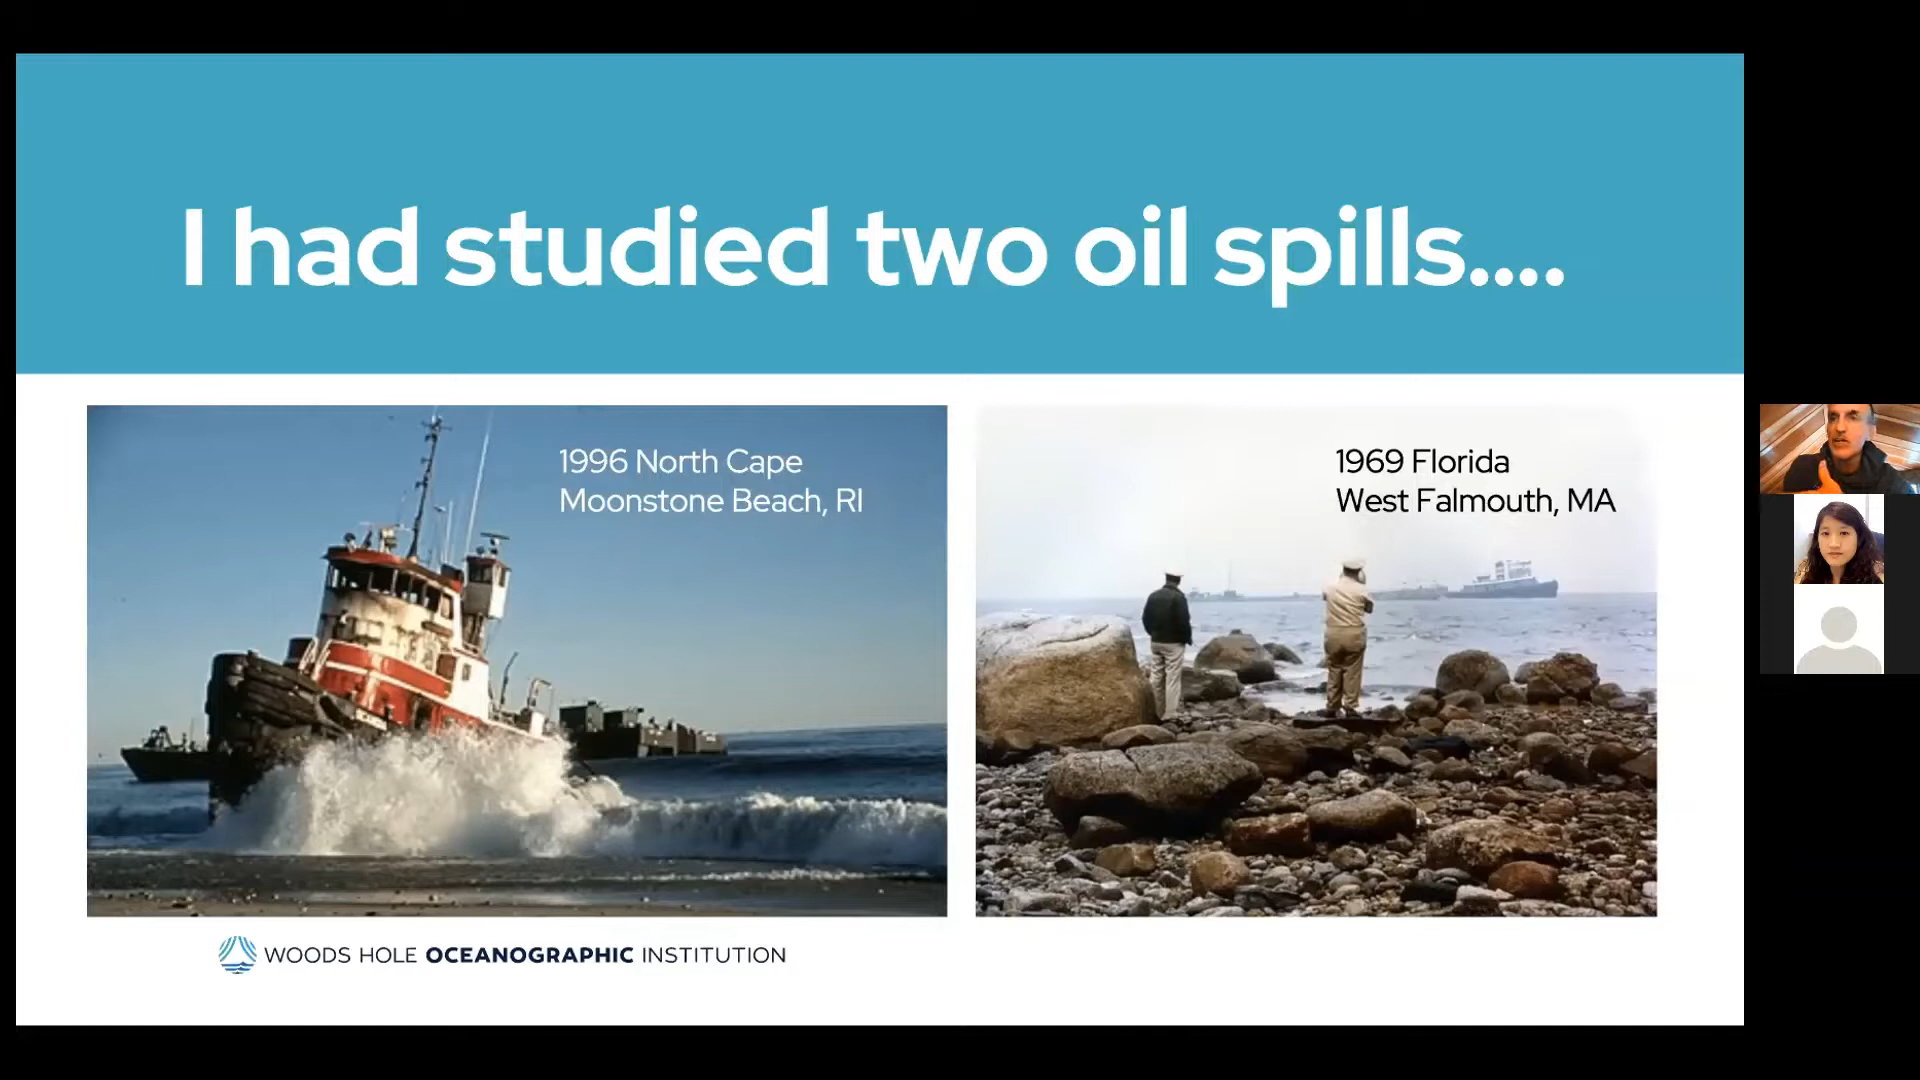 I had studied two oil spills....
1996 North Cape
Moonstone Beach, RI
1969 Florida
West Falmouth, MA
WOODS HOLE OCEANOGRAPHIC INSTITUTION